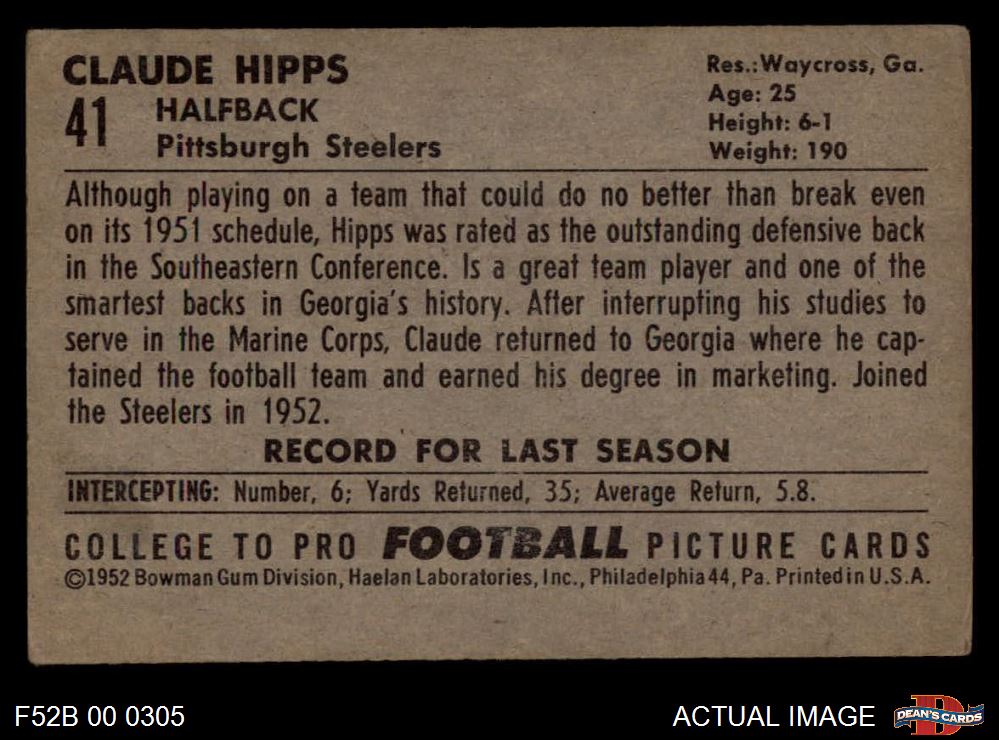 CLAUDE HIPPS
41 HALFBACK
Pittsburgh Steelers
Res.: Waycross, Ga.
Age: 25
Height: 6-1
Weight: 190
Although playing on a team that could do no better than break even
on its 1951 schedule, Hipps was rated as the outstanding defensive back
in the Southeastern Conference. Is a great team player and one of the
smartest backs in Georgia's history. After interrupting his studies to
serve in the Marine Corps, Claude returned to Georgia where he cap-
tained the football team and earned his degree in marketing. Joined
the Steelers in 1952.
RECORD FOR LAST SEASON
INTERCEPTING: Number, 6; Yards Returned, 35; Average Return, 5.8.
COLLEGE TO PRO FOOTBALL PICTURE CARDS
©1952 Bowman Gum Division, Haelan Laboratories, Inc., Philadelphia 44, Pa. Printed in U.S.A.
F52B 00 0305
ACTUAL IMAGE
D
DEAN'S CARDS